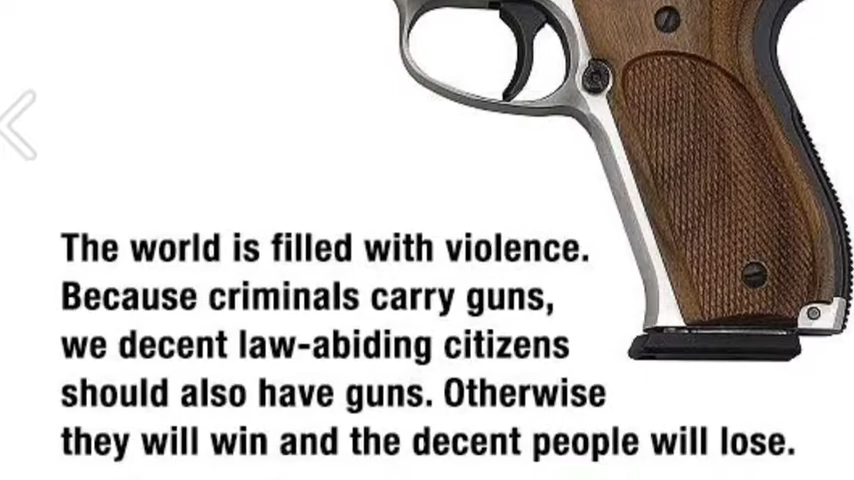 The world is filled with violence.
Because criminals carry guns,
we decent law-abiding citizens
should also have guns. Otherwise
they will win and the decent people will lose.